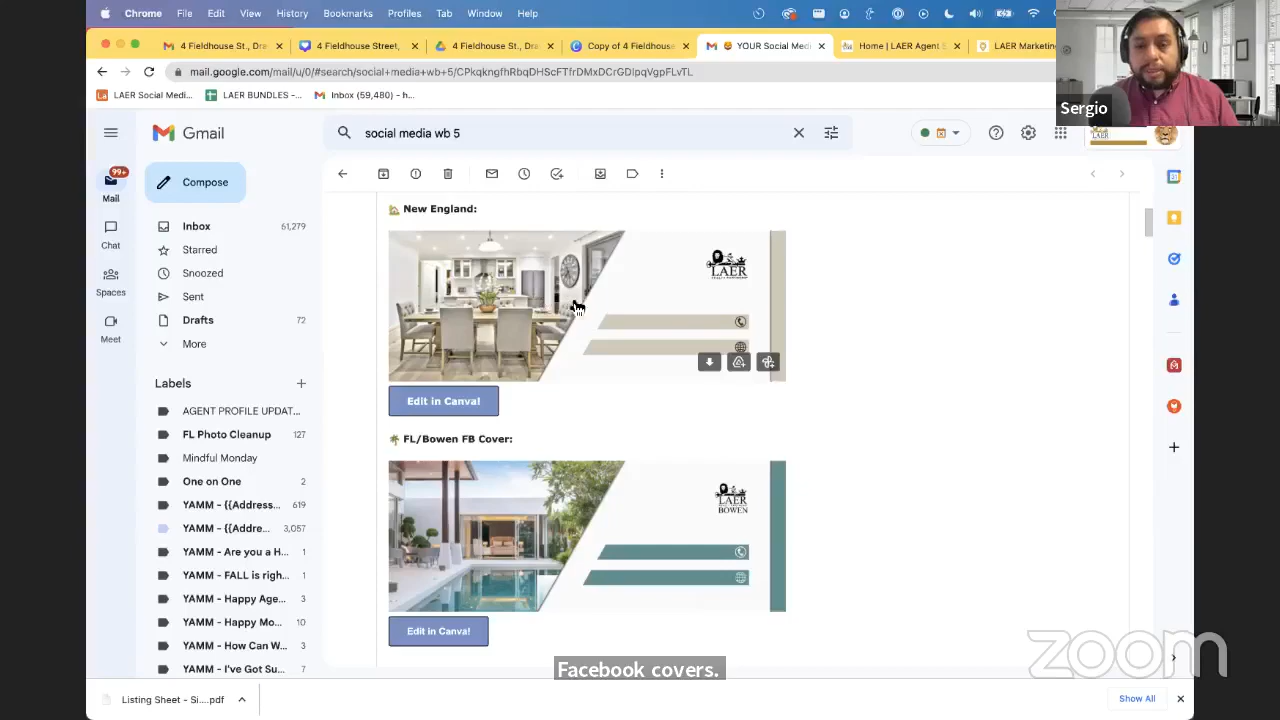 Chrome File Edit View History Bookmarks Profiles Tab Window Help
4 Fieldhouse St., Dra
4 Fieldhouse Street,
4 Fieldhouse St., Dra
Copy of 4 Fieldhouse
YOUR Social Med
Home | LAER Agent
LAER Marketing
mail.google.com/mail/u/0/#search/social+media+wb+5/
LAER Social Medi...
LAER BUNDLES -...
Inbox (59,480) - h...
Sergio
Gmail
social media wb 5
LAER
99+
Compose
Mail
Chat
Spaces
Meet
Inbox 61,279
Starred
Snoozed
Sent
Drafts 72
More
Labels
AGENT PROFILE UPDAT...
FL Photo Cleanup 127
Mindful Monday
One on One 2
YAMM - {{Address... 619
YAMM - {{Addre... 3,057
YAMM - Are you a H... 1
YAMM - FALL is righ... 1
YAMM - Happy Age... 3
YAMM - Happy Mo... 10
YAMM - How Can W... 3
YAMM - I've Got Su... 7
New England:
LAER
Edit in Canva!
FL/Bowen FB Cover:
LAER
BOWEN
Edit in Canva!
Facebook covers.
zoom
Listing Sheet - Si....pdf
Show All